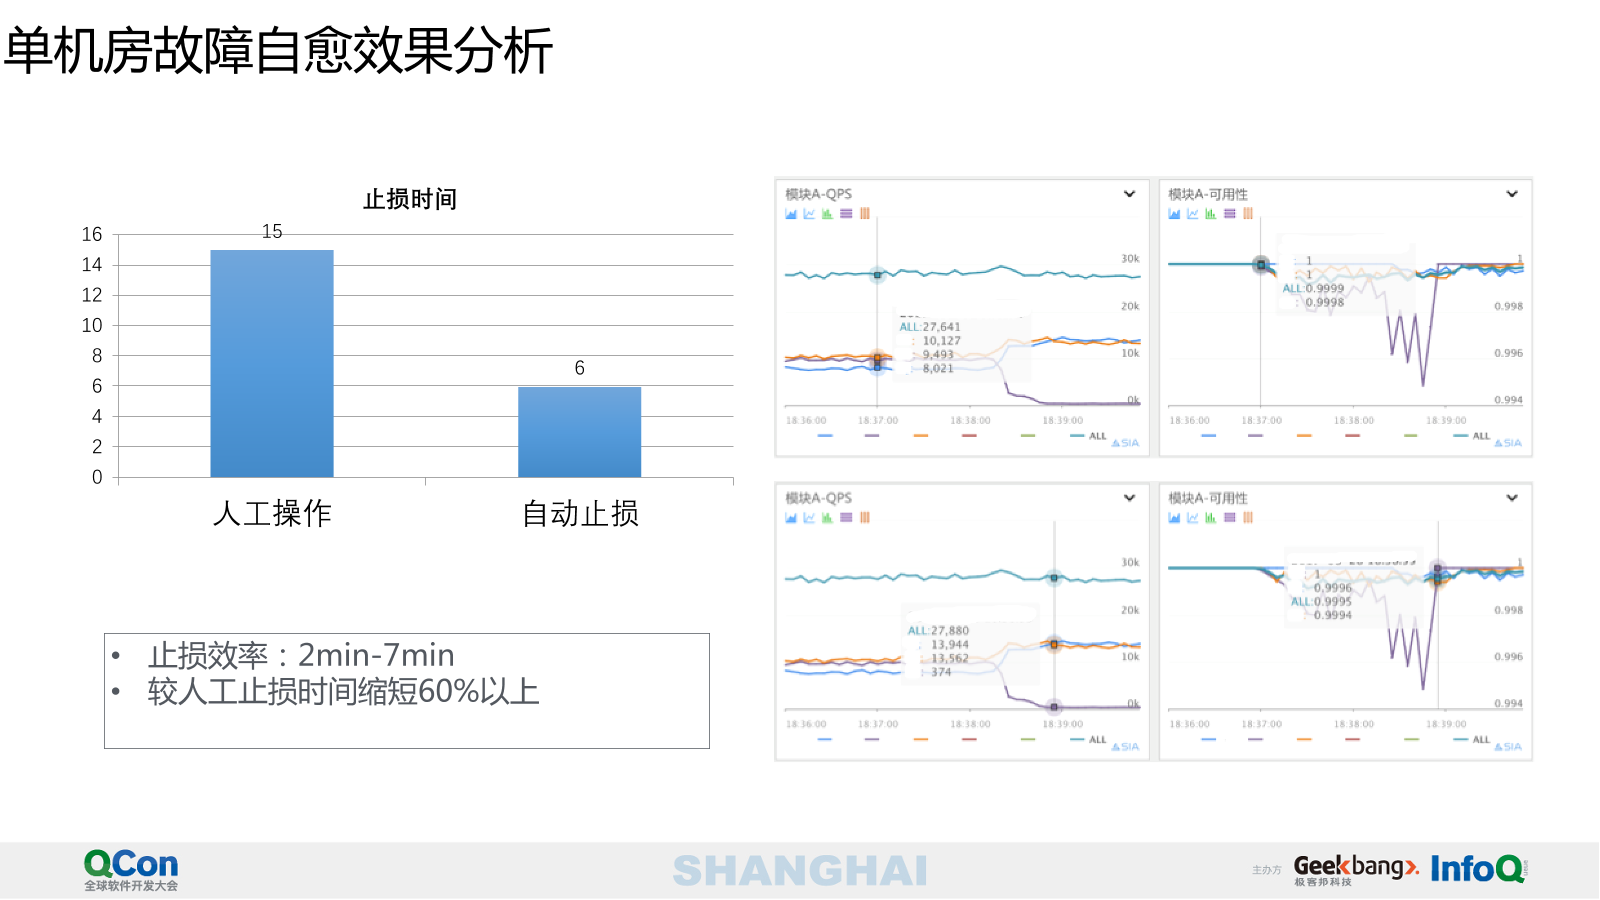 单机房故障自愈效果分析
止损时间
16
14
12
10
8
6
4
2
0
15
6
人工操作
自动止损
• 止损效率：2min-7min
• 较人工止损时间缩短60%以上
模块A-QPS
30k
20k
10k
0k
ALL:27,641
: 10,127
: 9,493
: 8,021
18:36:00 18:37:00 18:38:00 18:39:00
ALL
SIA
模块A-可用性
1
0.998
0.996
0.994
: 1
: 1
ALL:0.9999
: 0.9998
18:36:00 18:37:00 18:38:00 18:39:00
ALL
SIA
模块A-QPS
30k
20k
10k
0k
ALL:27,880
: 13,944
: 13,562
: 374
18:36:00 18:37:00 18:38:00 18:39:00
ALL
SIA
模块A-可用性
1
0.998
0.996
0.994
: 1
: 0.9996
ALL:0.9995
: 0.9994
18:36:00 18:37:00 18:38:00 18:39:00
ALL
SIA
QCon
全球软件开发大会
SHANGHAI
主办方
Geekbang>.
极客邦科技
InfoQ